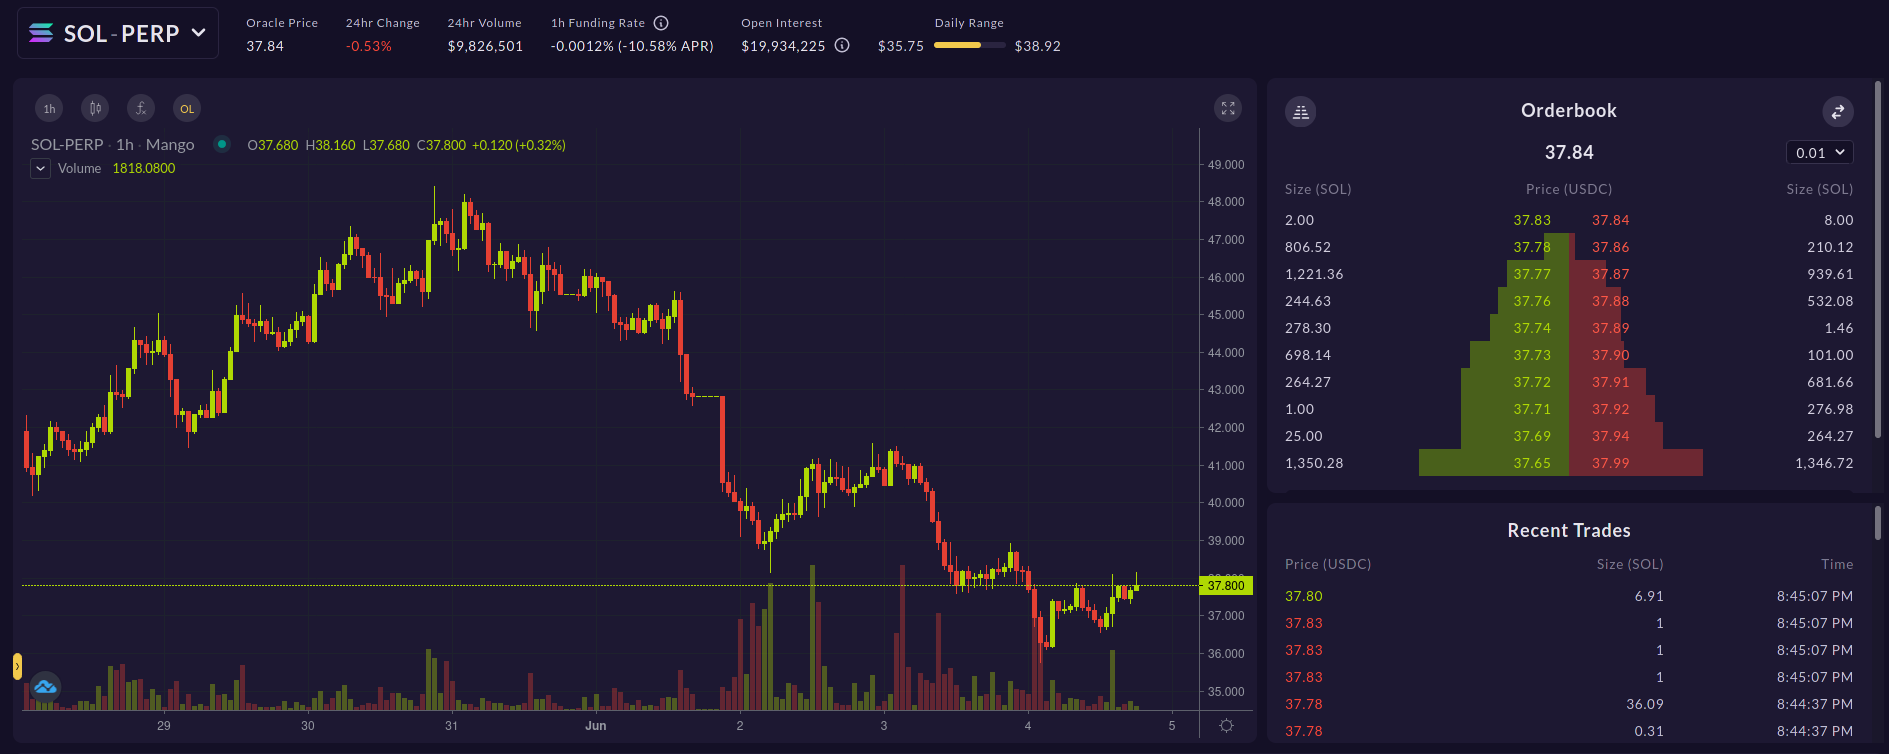 SOL-PERP
Oracle Price
37.84
24hr Change
-0.53%
24hr Volume
$9,826,501
1h Funding Rate
-0.0012% (-10.58% APR)
Open Interest
$19,934,225
Daily Range
$35.75 $38.92
1h OL
SOL-PERP · 1h · Mango O37.680 H38.160 L37.680 C37.800 +0.120 (+0.32%)
Volume 1818.0800
49.000
48.000
47.000
46.000
45.000
44.000
43.000
42.000
41.000
40.000
39.000
37.800
37.000
36.000
35.000
29 30 31 Jun 2 3 4 5
Orderbook
37.84
0.01
Size (SOL) Price (USDC) Size (SOL)
2.00 37.83 37.84 8.00
806.52 37.78 37.86 210.12
1,221.36 37.77 37.87 939.61
244.63 37.76 37.88 532.08
278.30 37.74 37.89 1.46
698.14 37.73 37.90 101.00
264.27 37.72 37.91 681.66
1.00 37.71 37.92 276.98
25.00 37.69 37.94 264.27
1,350.28 37.65 37.99 1,346.72
Recent Trades
Price (USDC) Size (SOL) Time
37.80 6.91 8:45:07 PM
37.83 1 8:45:07 PM
37.83 1 8:45:07 PM
37.83 1 8:45:07 PM
37.78 36.09 8:44:37 PM
37.78 0.31 8:44:37 PM